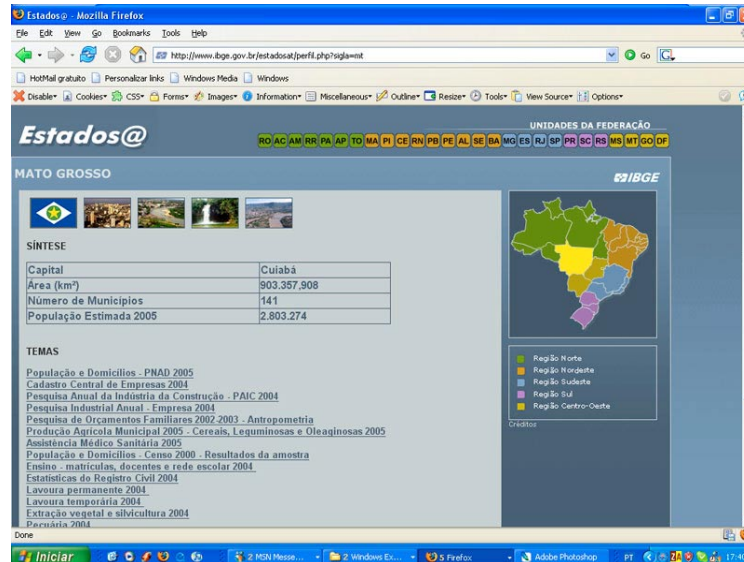 Estados@ - Mozilla Firefox
File Edit View Go Bookmarks Tools Help
http://www.ibge.gov.br/estadosat/perfil.php?sigla=mt Go
HotMail gratuito Personalizar links Windows Media Windows
Disable Cookies CSS Forms Images Information Miscellaneous Outline Resize Tools View Source Options
Estados@
UNIDADES DA FEDERAÇÃO
RO AC AM RR PA AP TO MA PI CE RN PB PE AL SE BA MG ES RJ SP PR SC RS MS MT GO DF
MATO GROSSO
IBGE
SÍNTESE
Capital Cuiabá
Área (km²) 903.357,908
Número de Municípios 141
População Estimada 2005 2.803.274
TEMAS
População e Domicílios - PNAD 2005
Cadastro Central de Empresas 2004
Pesquisa Anual da Indústria da Construção - PAIC 2004
Pesquisa Industrial Anual - Empresa 2004
Pesquisa de Orçamentos Familiares 2002-2003 - Antropometria
Produção Agrícola Municipal 2005 - Cereais, Leguminosas e Oleaginosas 2005
Assistência Médico Sanitária 2005
População e Domicílios - Censo 2000 - Resultados da amostra
Ensino - matrículas, docentes e rede escolar 2004
Estatísticas do Registro Civil 2004
Lavoura permanente 2004
Lavoura temporária 2004
Extração vegetal e silvicultura 2004
Pecuária 2004
Região Norte
Região Nordeste
Região Sudeste
Região Sul
Região Centro-Oeste
Créditos
Done
Iniciar 2 MSN Messe... 2 Windows Ex... 5 Firefox Adobe Photoshop PT 17:40